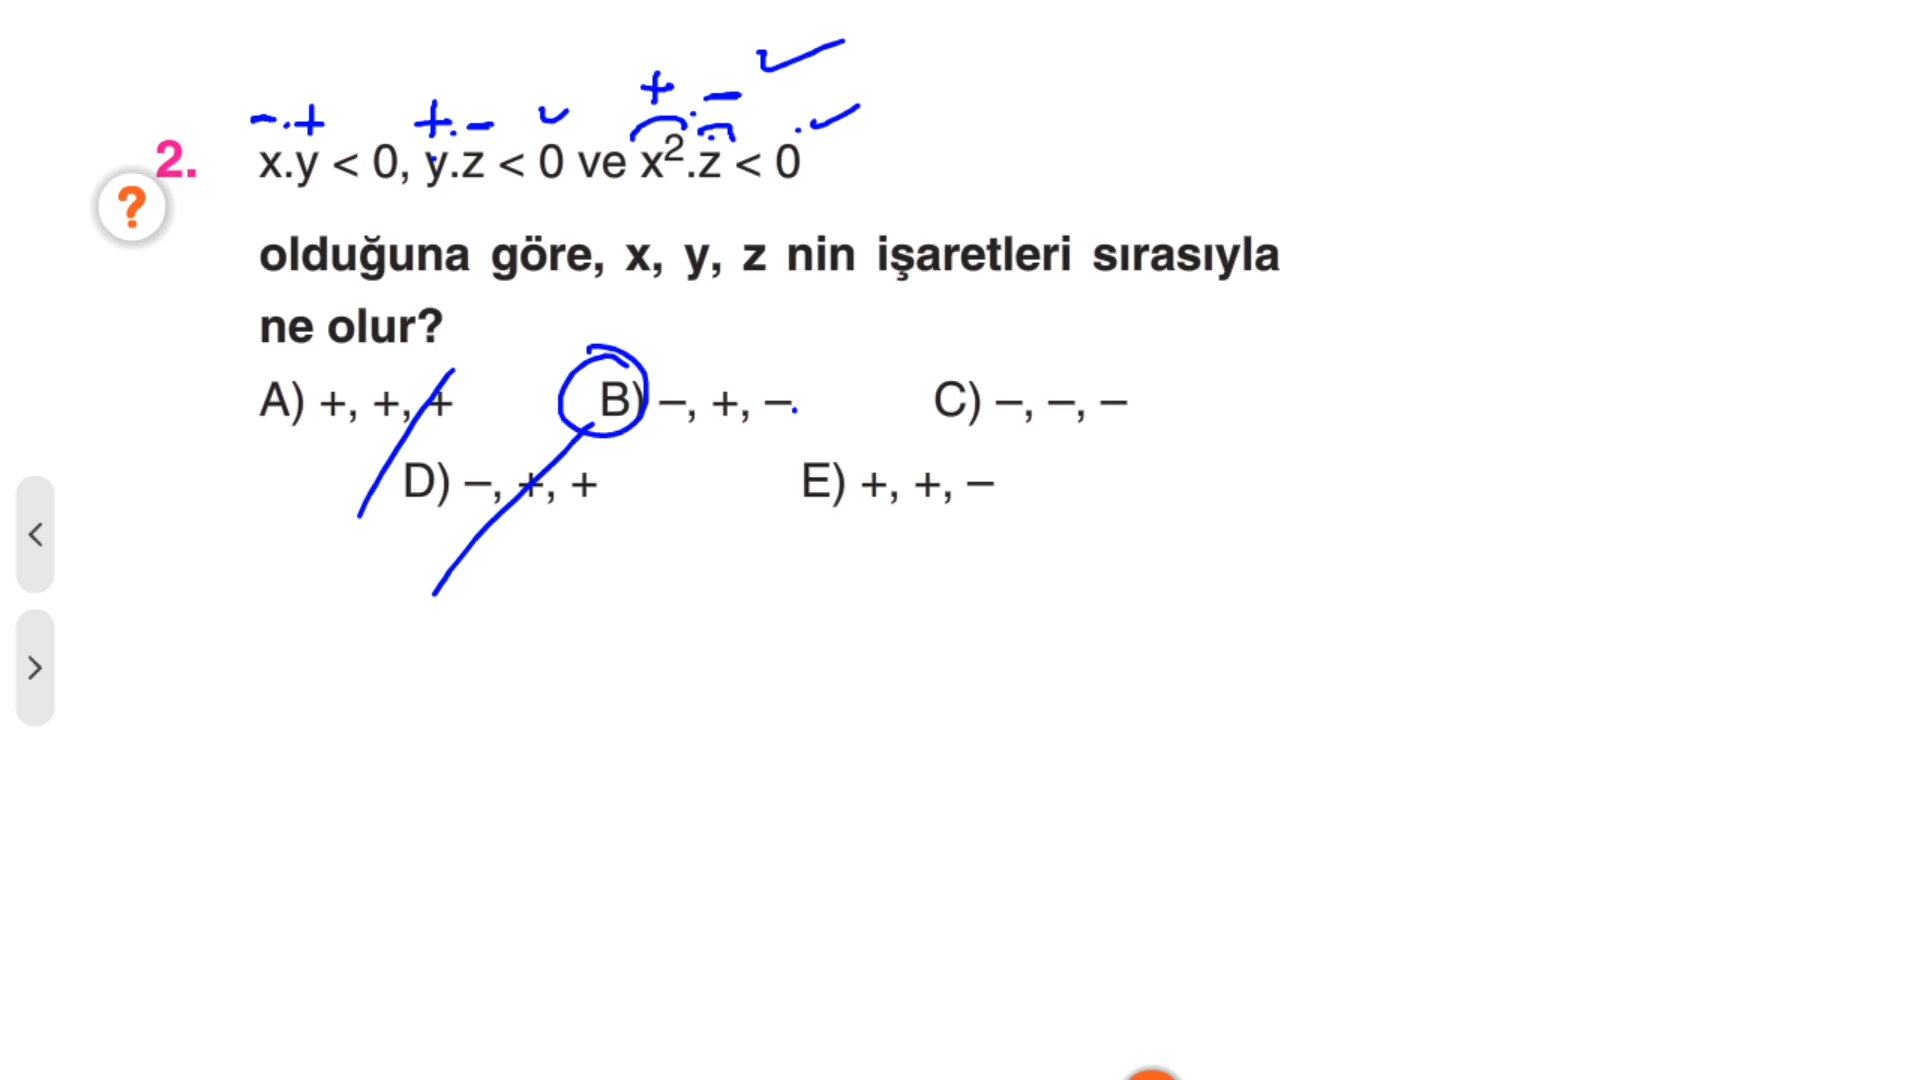 + . -
- . + + . -
2. x.y < 0, y.z < 0 ve x².z < 0
?
olduğuna göre, x, y, z nin işaretleri sırasıyla
ne olur?
A) +, +, + B) –, +, – C) –, –, –
D) –, +, + E) +, +, –
<
>